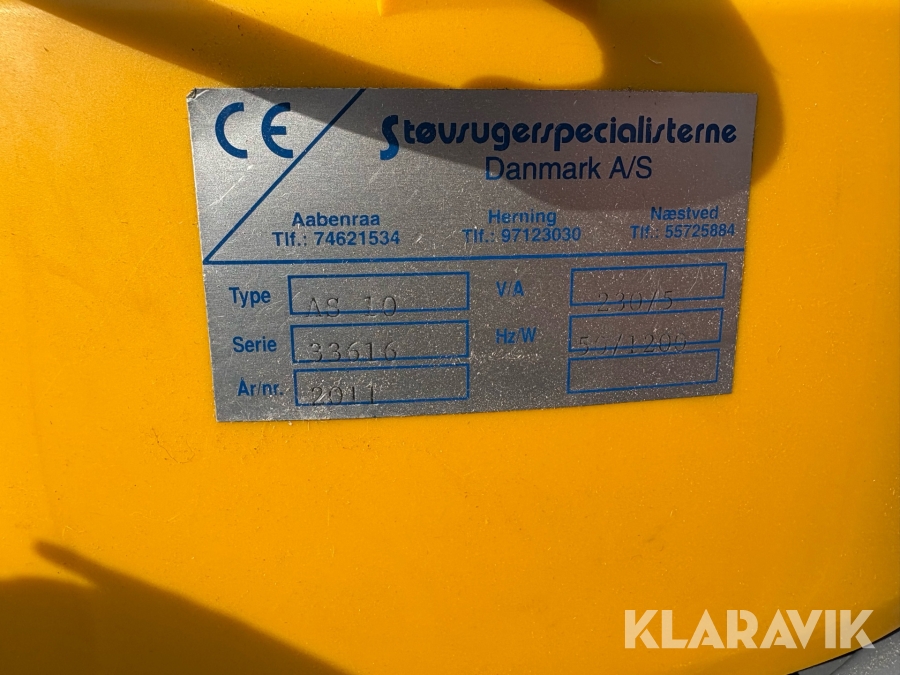 CE Støvsugerspecialisterne
Danmark A/S
Aabenraa Herning Næstved
Tlf.: 74621534 Tlf.: 97123030 Tlf.: 55725884
Type AS 10 V/A 230/5
Serie 33616 Hz/W 50/1200
År/nr. 2011
KLARAVIK